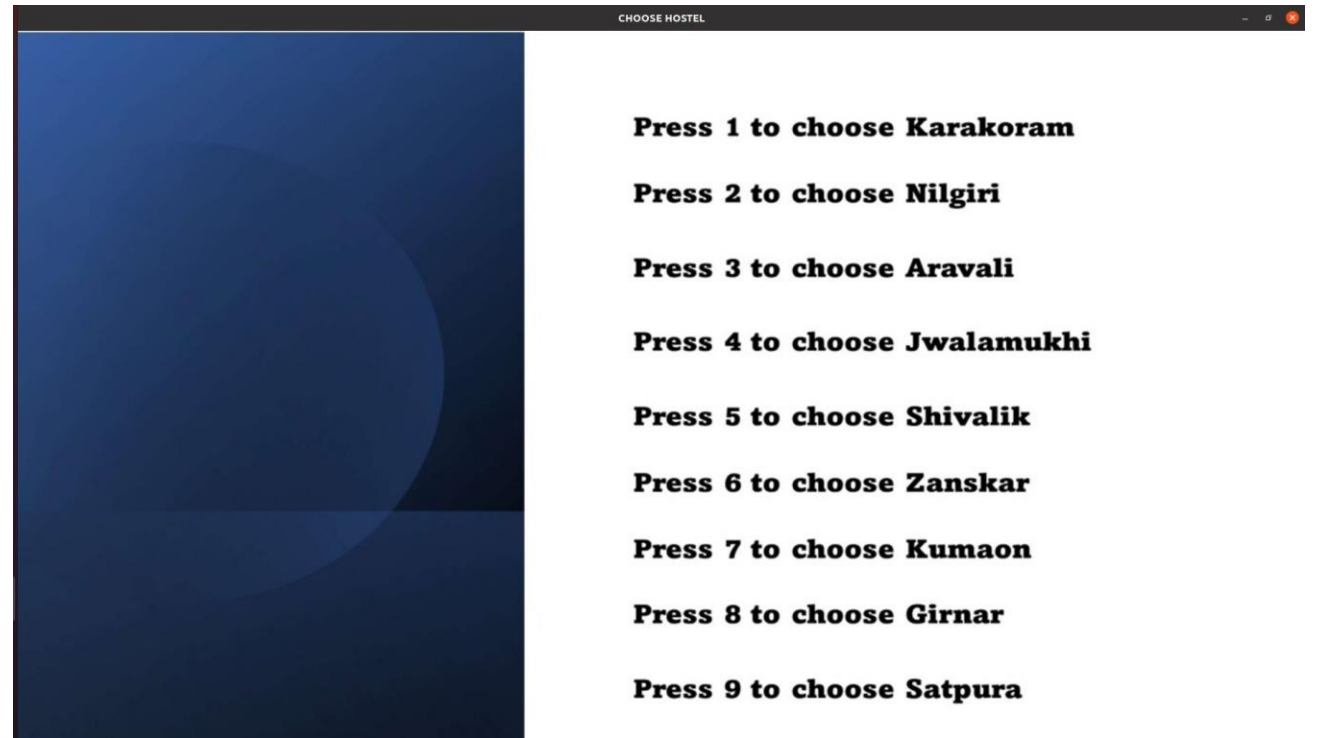 CHOOSE HOSTEL
Press 1 to choose Karakoram
Press 2 to choose Nilgiri
Press 3 to choose Aravali
Press 4 to choose Jwalamukhi
Press 5 to choose Shivalik
Press 6 to choose Zanskar
Press 7 to choose Kumaon
Press 8 to choose Girnar
Press 9 to choose Satpura